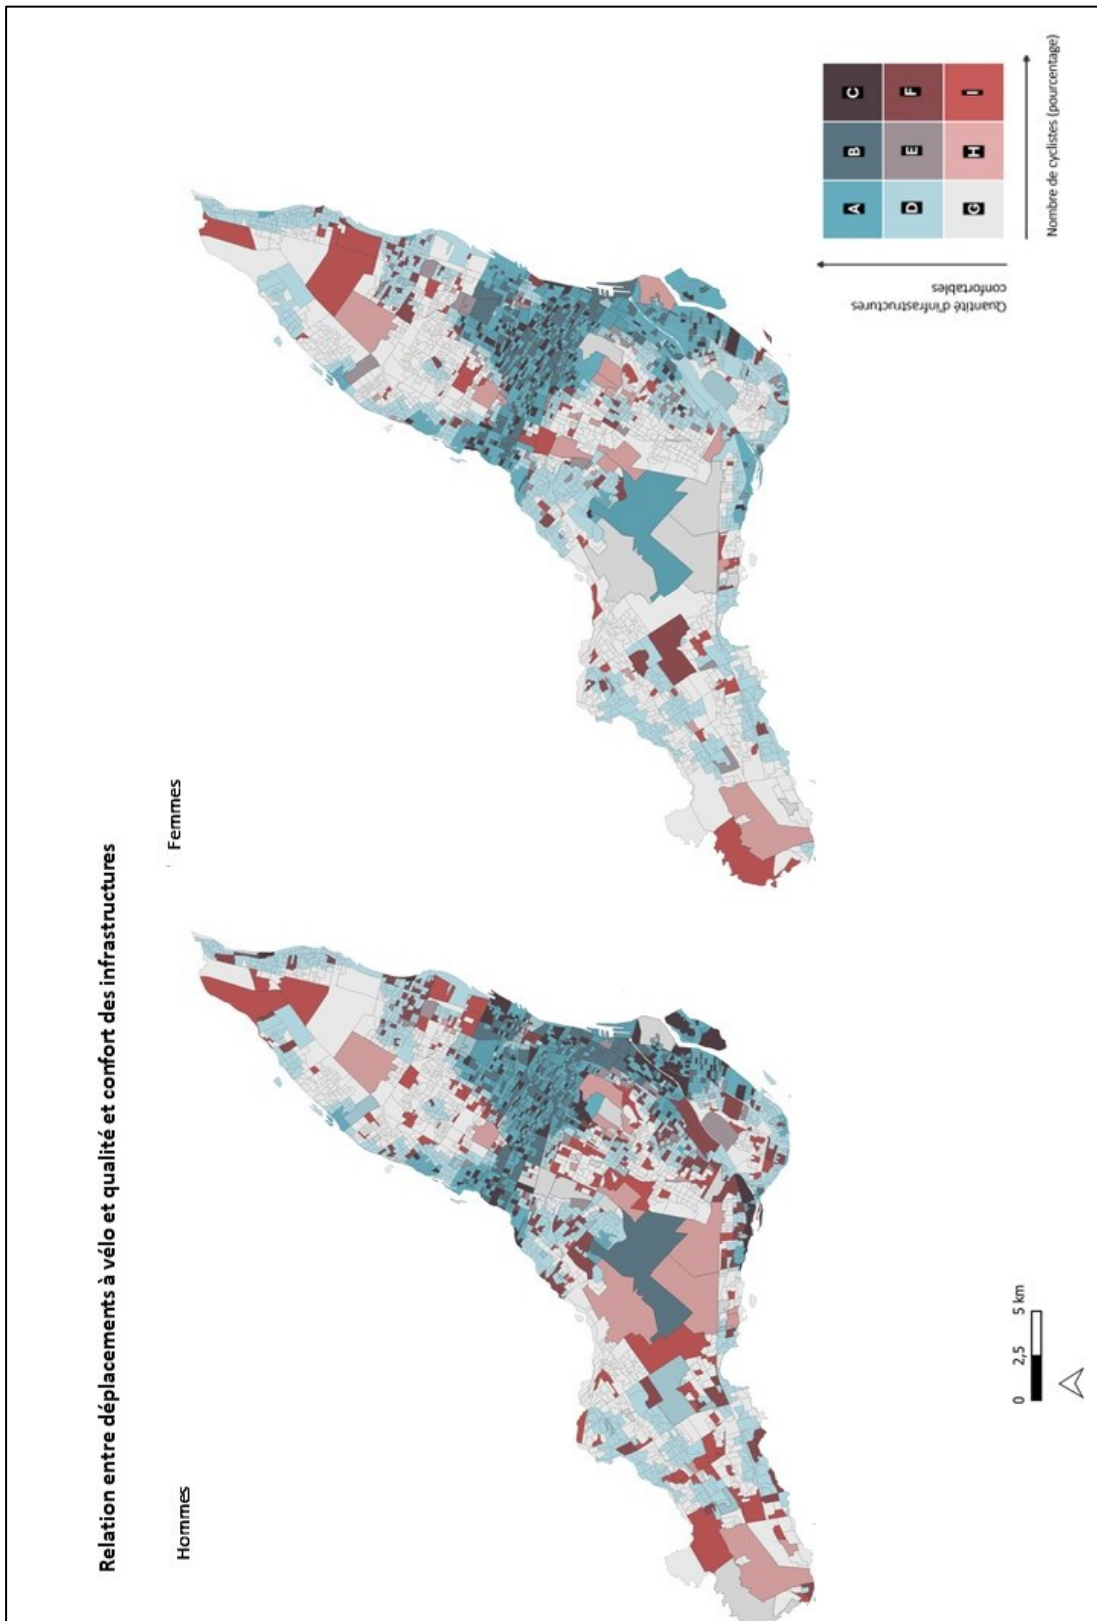 Relation entre déplacements à vélo et qualité et confort des infrastructures
Hommes
Femmes
Quantité d'infrastructures
confortables
A B C
D E F
G H I
Nombre de cyclistes (pourcentage)
0 2,5 5 km